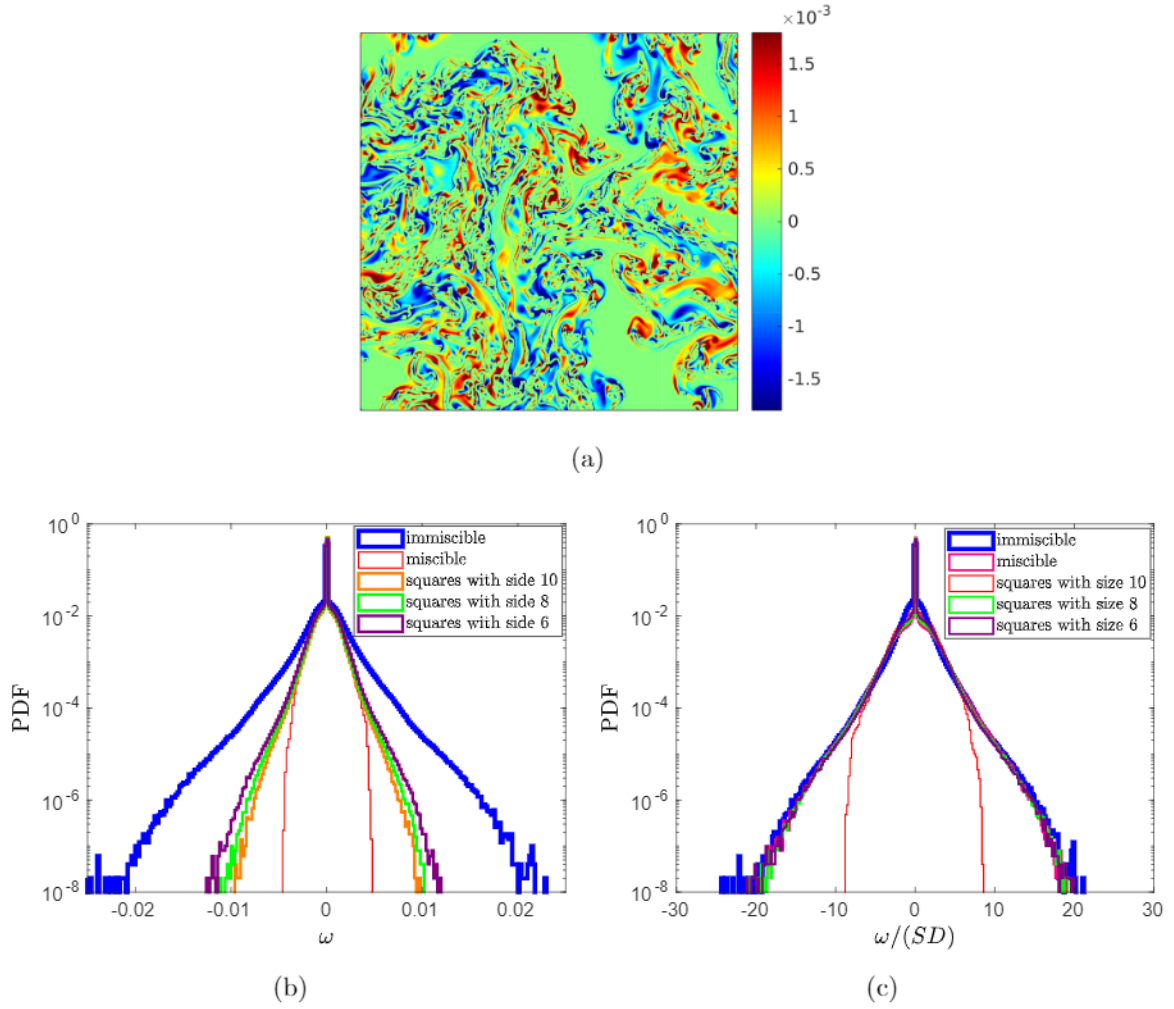 ×10⁻³
1.5
1
0.5
0
-0.5
-1
-1.5
(a)
10⁰
10⁻²
10⁻⁴
10⁻⁶
10⁻⁸
PDF
immiscible
miscible
squares with side 10
squares with side 8
squares with side 6
-0.02
-0.01
0
0.01
0.02
ω
(b)
10⁰
10⁻²
10⁻⁴
10⁻⁶
10⁻⁸
PDF
immiscible
miscible
squares with size 10
squares with size 8
squares with size 6
-30
-20
-10
0
10
20
30
ω/(SD)
(c)